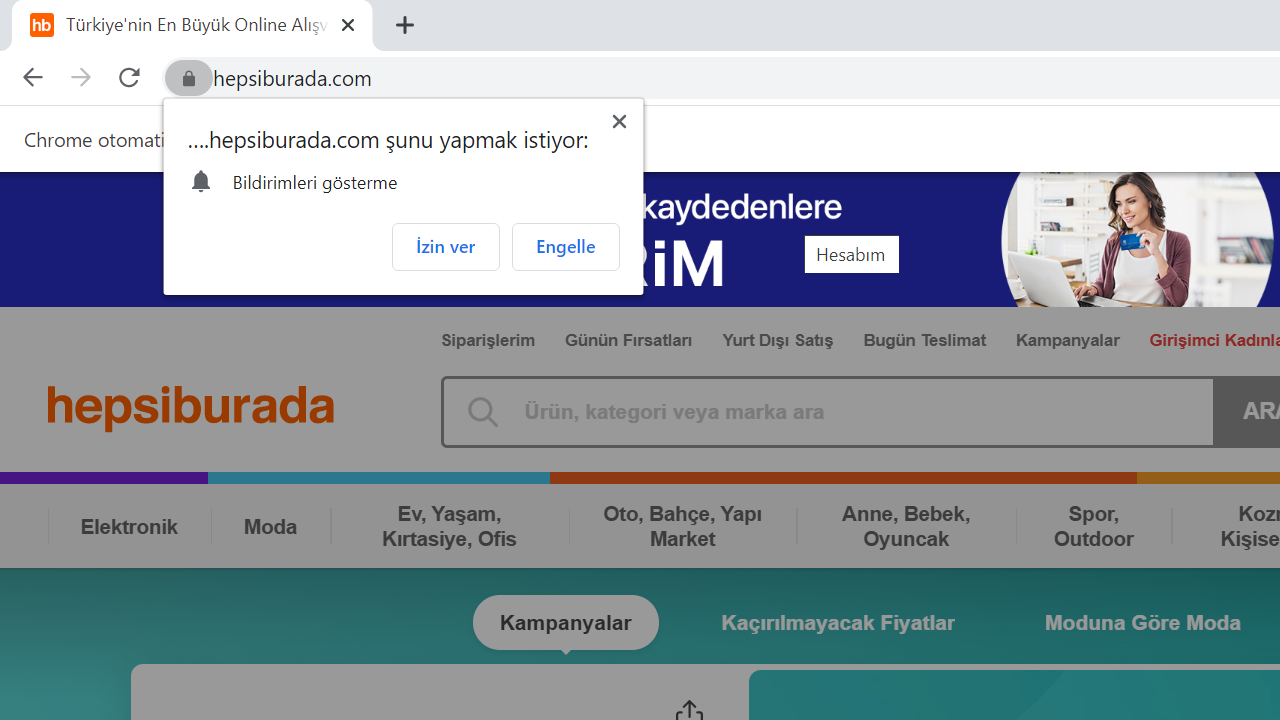 hb Türkiye'nin En Büyük Online Alışv
hepsiburada.com
Chrome otomati
....hepsiburada.com şunu yapmak istiyor:
Bildirimleri gösterme
İzin ver Engelle
kaydedenlere
RiM
Hesabım
Siparişlerim Günün Fırsatları Yurt Dışı Satış Bugün Teslimat Kampanyalar Girişimci Kadınla
hepsiburada
Ürün, kategori veya marka ara
ARA
Elektronik
Moda
Ev, Yaşam,
Kırtasiye, Ofis
Oto, Bahçe, Yapı
Market
Anne, Bebek,
Oyuncak
Spor,
Outdoor
Kozm
Kişise
Kampanyalar Kaçırılmayacak Fiyatlar Moduna Göre Moda